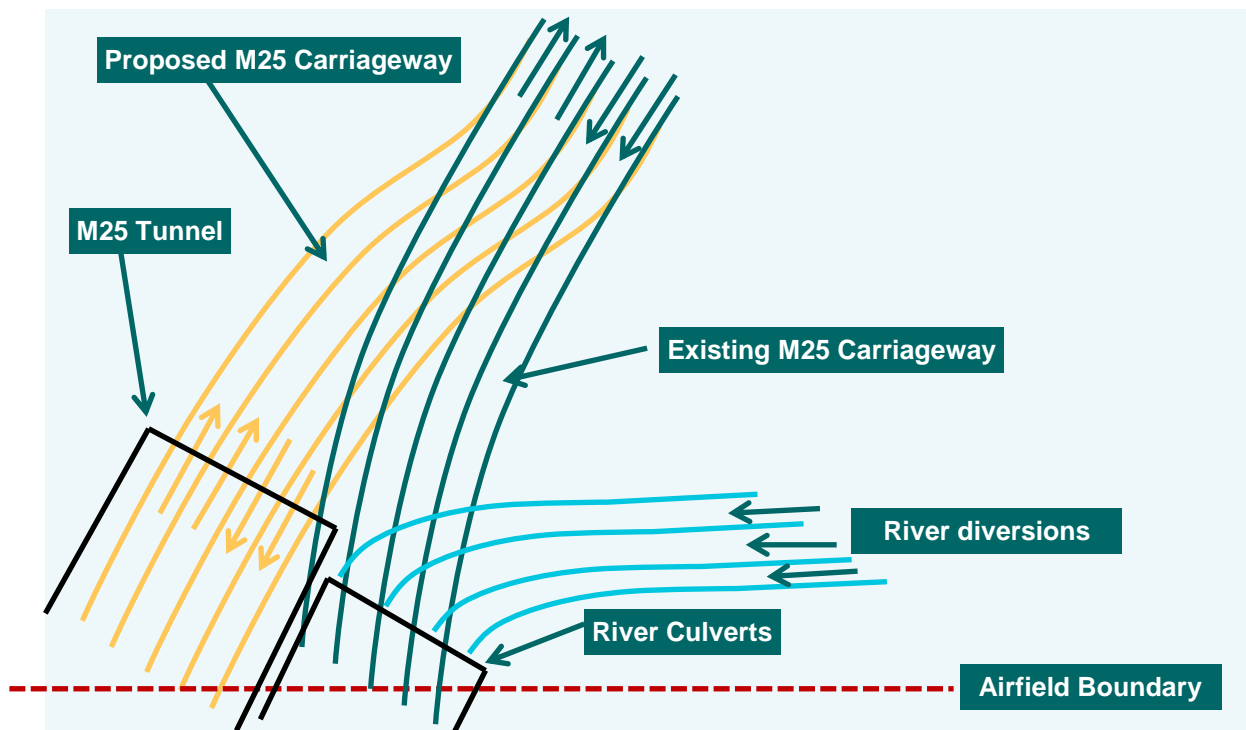 Proposed M25 Carriageway
M25 Tunnel
Existing M25 Carriageway
River diversions
River Culverts
Airfield Boundary